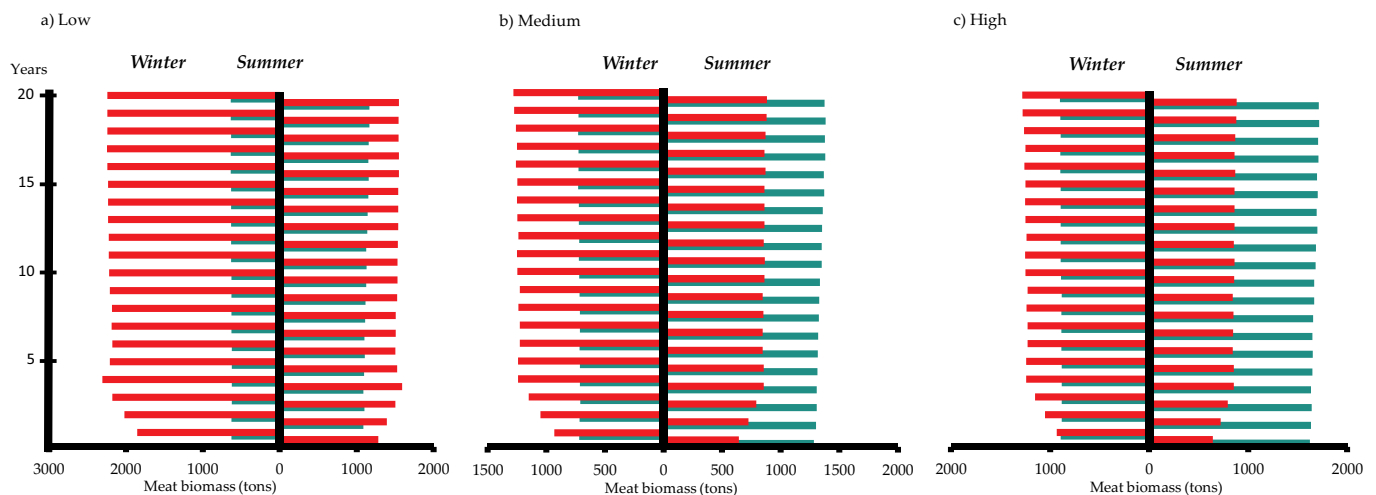 a) Low
b) Medium
c) High
Years
Winter Summer
Winter Summer
Winter Summer
20
15
10
5
3000 2000 1000 0 1000 2000
1500 1000 500 0 500 1000 1500 2000
2000 1000 0 1000 2000
Meat biomass (tons)
Meat biomass (tons)
Meat biomass (tons)